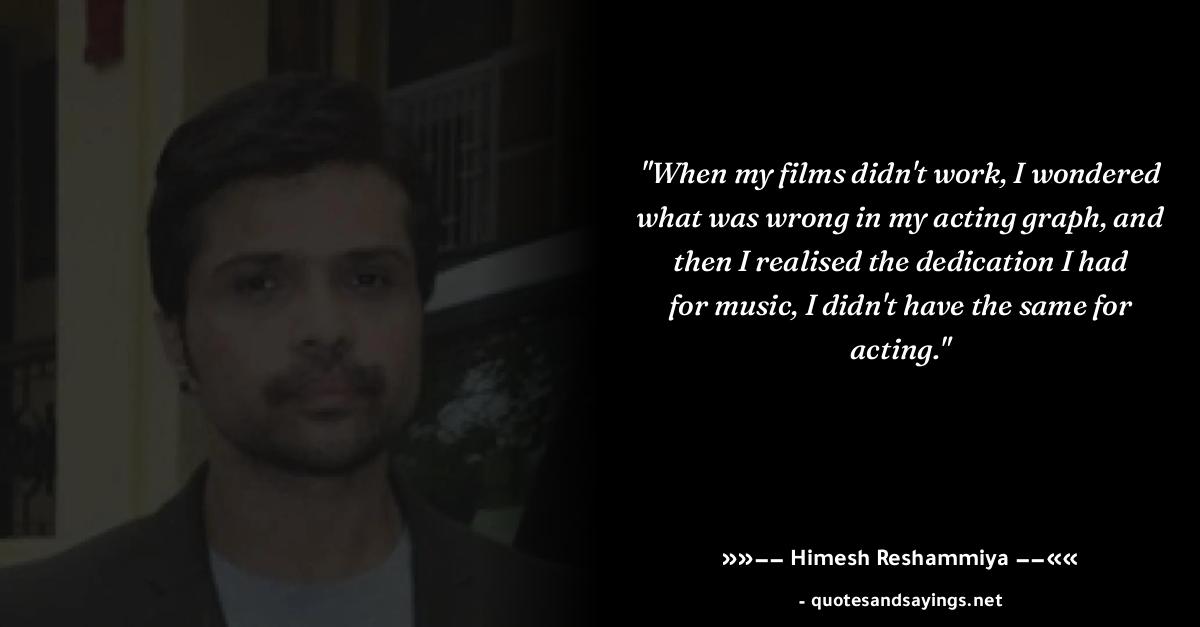 "When my films didn't work, I wondered
what was wrong in my acting graph, and
then I realised the dedication I had
for music, I didn't have the same for
acting."
»»−− Himesh Reshammiya −−««
- quotesandsayings.net